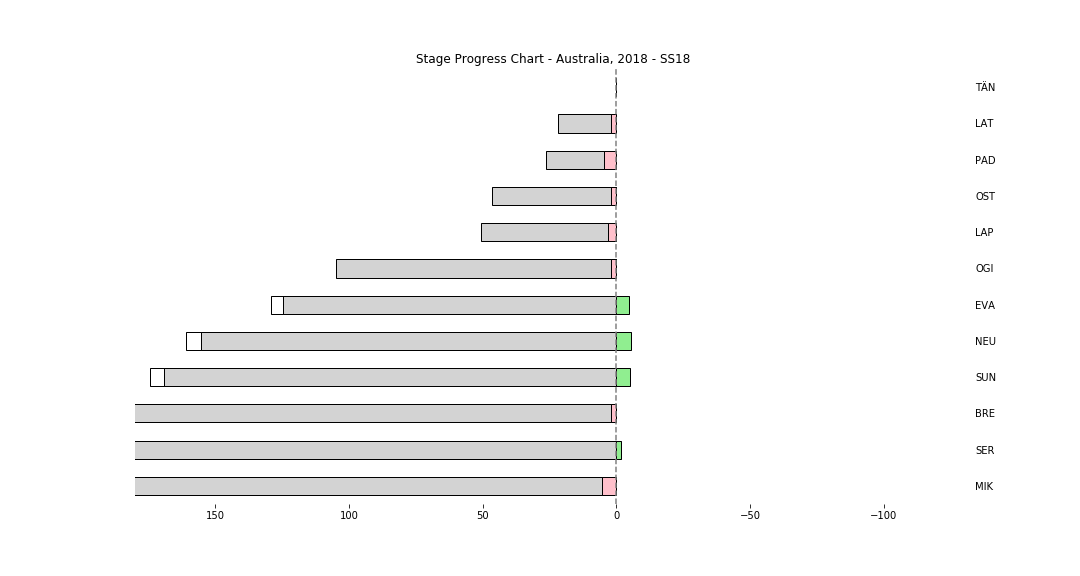 Stage Progress Chart - Australia, 2018 - SS18
TÄN
LAT
PAD
OST
LAP
OGI
EVA
NEU
SUN
BRE
SER
MIK
150 100 50 0 −50 −100